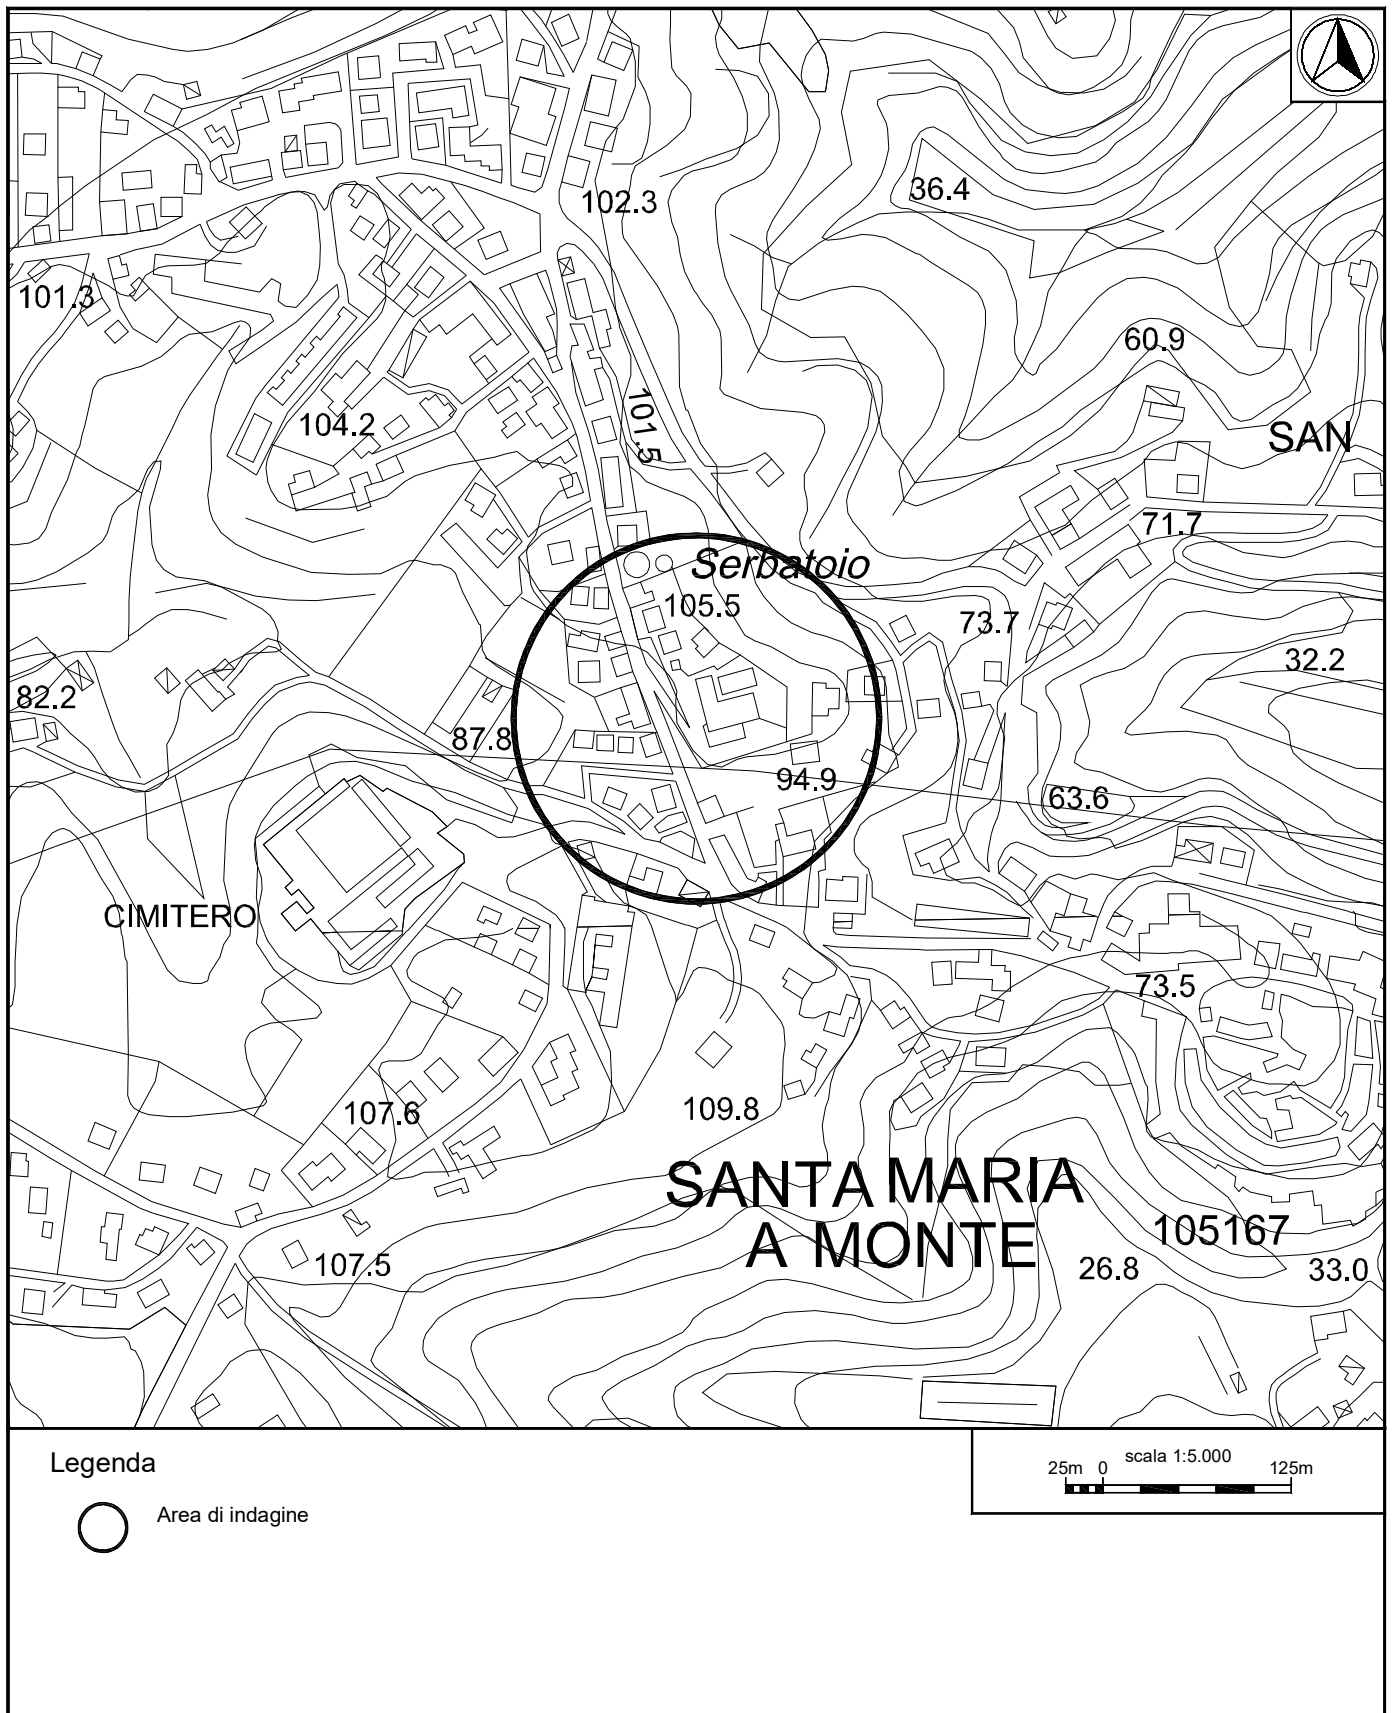 102.3
36.4
101.3
60.9
104.2
101.5
SAN
71.7
Serbatoio
105.5
73.7
32.2
82.2
87.8
94.9
63.6
CIMITERO
73.5
107.6
109.8
SANTA MARIA
A MONTE
105167
107.5
26.8
33.0
Legenda
Area di indagine
scala 1:5.000
25m 0 125m